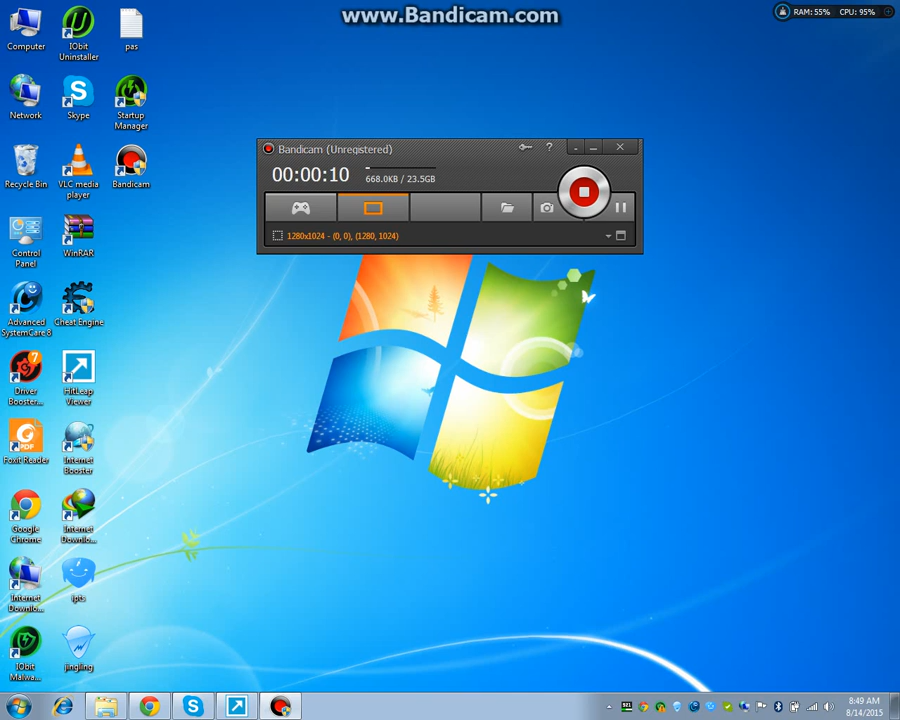 www.Bandicam.com
RAM: 55% CPU: 95%
Computer
IObit
Uninstaller
pas
Network
Skype
Startup
Manager
Recycle Bin
VLC media
player
Bandicam
Control
Panel
WinRAR
Advanced
SystemCare 8
Cheat Engine
7
Driver
Booster...
HitLeap
Viewer
PDF
Foxit Reader
Internet
Booster
Google
Chrome
Internet
Downlo...
Internet
Downlo...
ipts
IObit
Malwa...
jingling
Bandicam (Unregistered)
?
00:00:10
668.0KB / 23.5GB
1280x1024 - (0, 0), (1280, 1024)
8:49 AM
8/14/2015